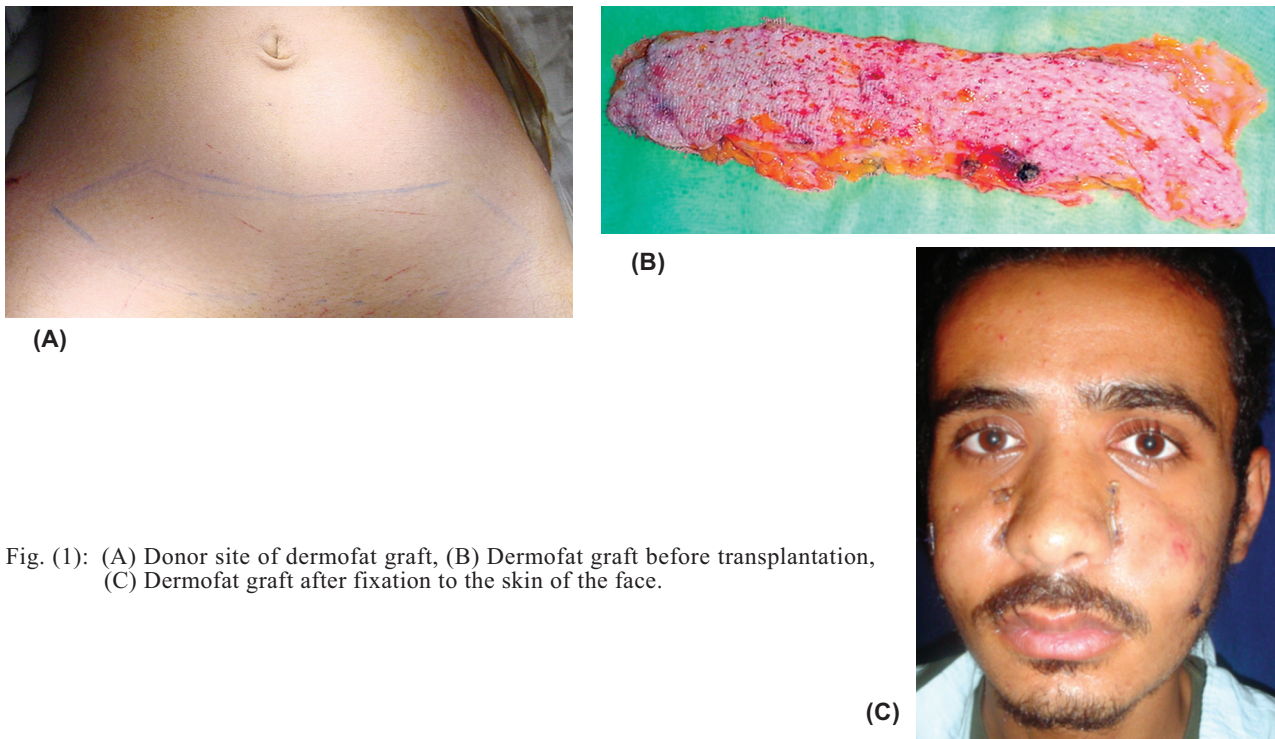 (A)
(B)
Fig. (1): (A) Donor site of dermofat graft, (B) Dermofat graft before transplantation,
(C) Dermofat graft after fixation to the skin of the face.
(C)